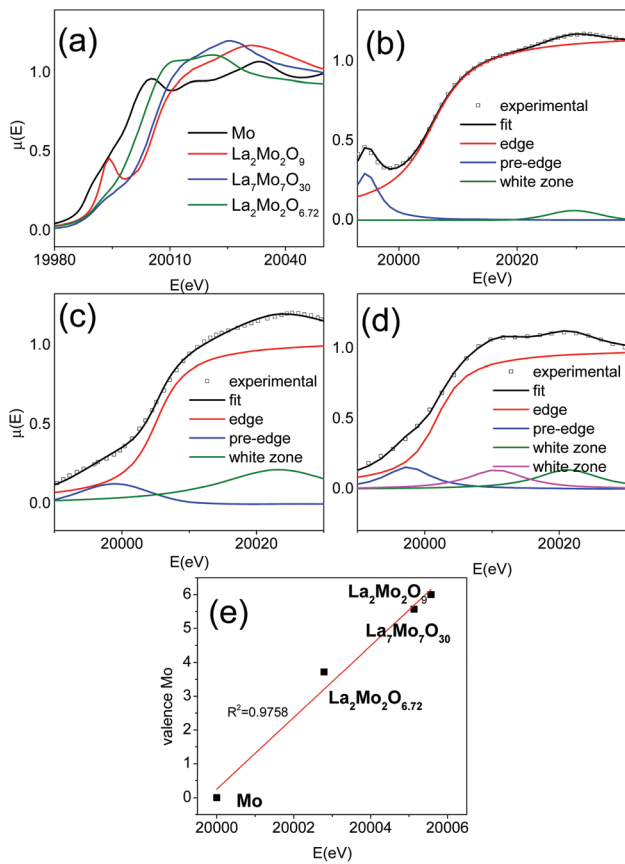 (a)
μ(E)
1.0
0.5
0.0
Mo
La₂Mo₂O₉
La₇Mo₇O₃₀
La₂Mo₂O₆.₇₂
19980 20010 20040
E(eV)
(b)
1.0
0.5
0.0
experimental
fit
edge
pre-edge
white zone
20000 20020
E(eV)
(c)
μ(E)
1.0
0.5
0.0
experimental
fit
edge
pre-edge
white zone
20000 20020
E(eV)
(d)
1.0
0.5
0.0
experimental
fit
edge
pre-edge
white zone
white zone
20000 20020
E(eV)
(e)
valence Mo
6
5
4
3
2
1
0
La₂Mo₂O₉
La₇Mo₇O₃₀
La₂Mo₂O₆.₇₂
R²=0.9758
Mo
20000 20002 20004 20006
E(eV)